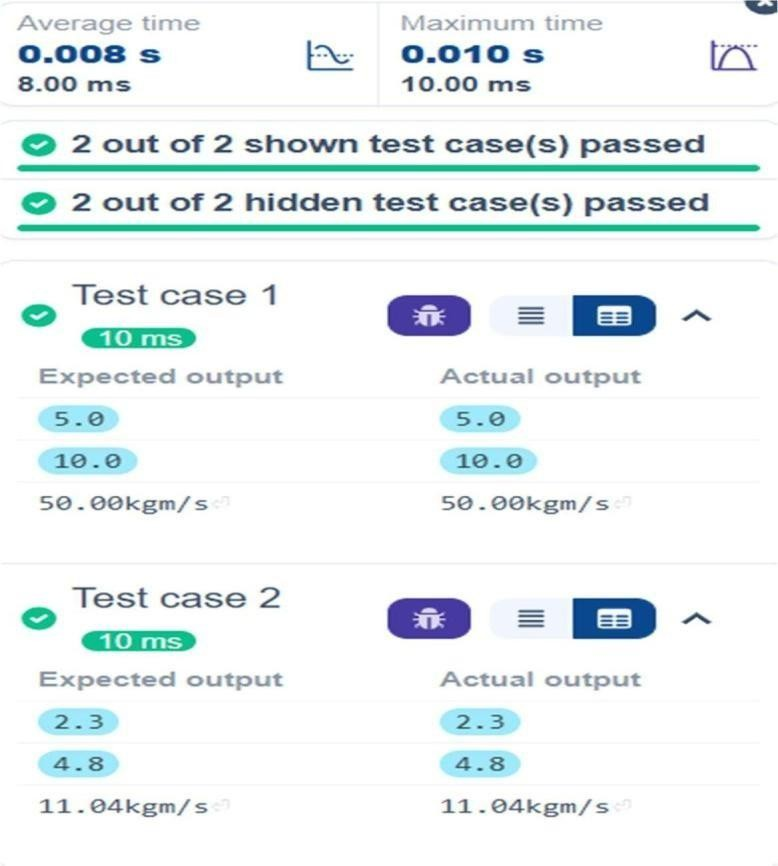 Average time
Maximum time
0.008 s
0.010 s
8.00 ms
10.00 ms
2 out of 2 shown test case(s) passed
2 out of 2 hidden test case(s) passed
Test case 1
10 ms
Expected output
Actual output
5.0
5.0
10.0
10.0
50.00kgm/s⏎
50.00kgm/s⏎
Test case 2
10 ms
Expected output
Actual output
2.3
2.3
4.8
4.8
11.04kgm/s⏎
11.04kgm/s⏎